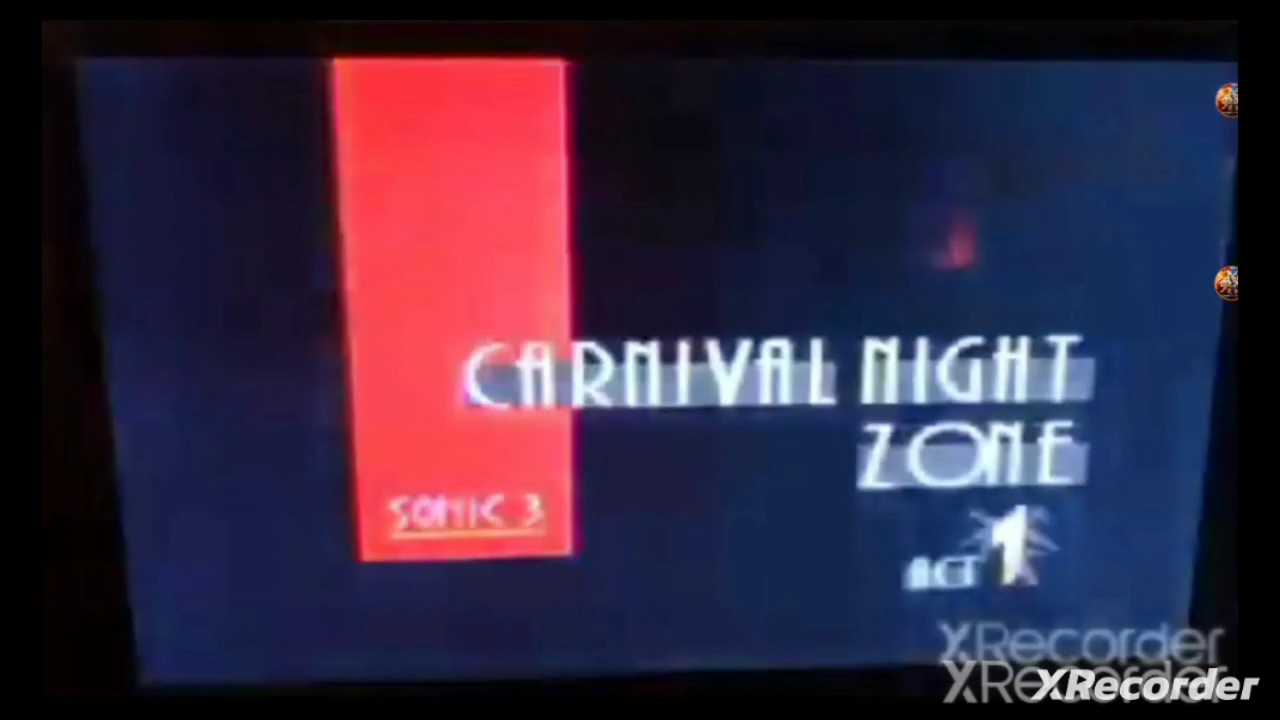 CARNIVAL NIGHT
ZONE
SONIC 3
ACT 1
XRecorder
XRecorder
XRecorder